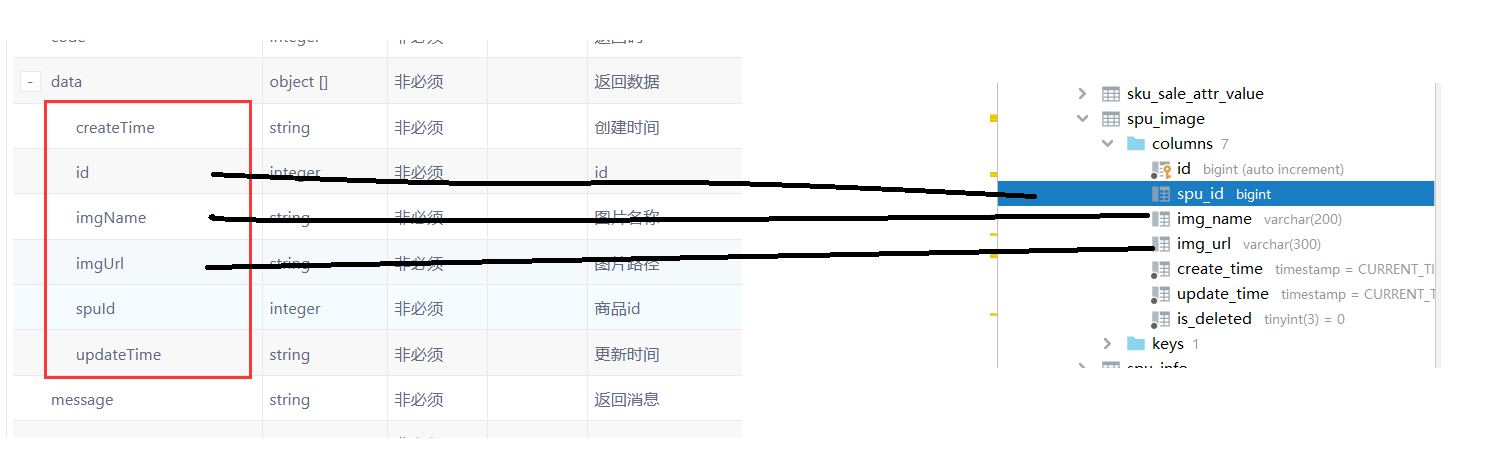 code integer 非必须 返回码
- data object [] 非必须 返回数据
createTime string 非必须 创建时间
id integer 非必须 id
imgName string 非必须 图片名称
imgUrl string 非必须 图片路径
spuId integer 非必须 商品id
updateTime string 非必须 更新时间
message string 非必须 返回消息
sku_sale_attr_value
spu_image
columns 7
id bigint (auto increment)
spu_id bigint
img_name varchar(200)
img_url varchar(300)
create_time timestamp = CURRENT_TI
update_time timestamp = CURRENT_T
is_deleted tinyint(3) = 0
keys 1
spu_info